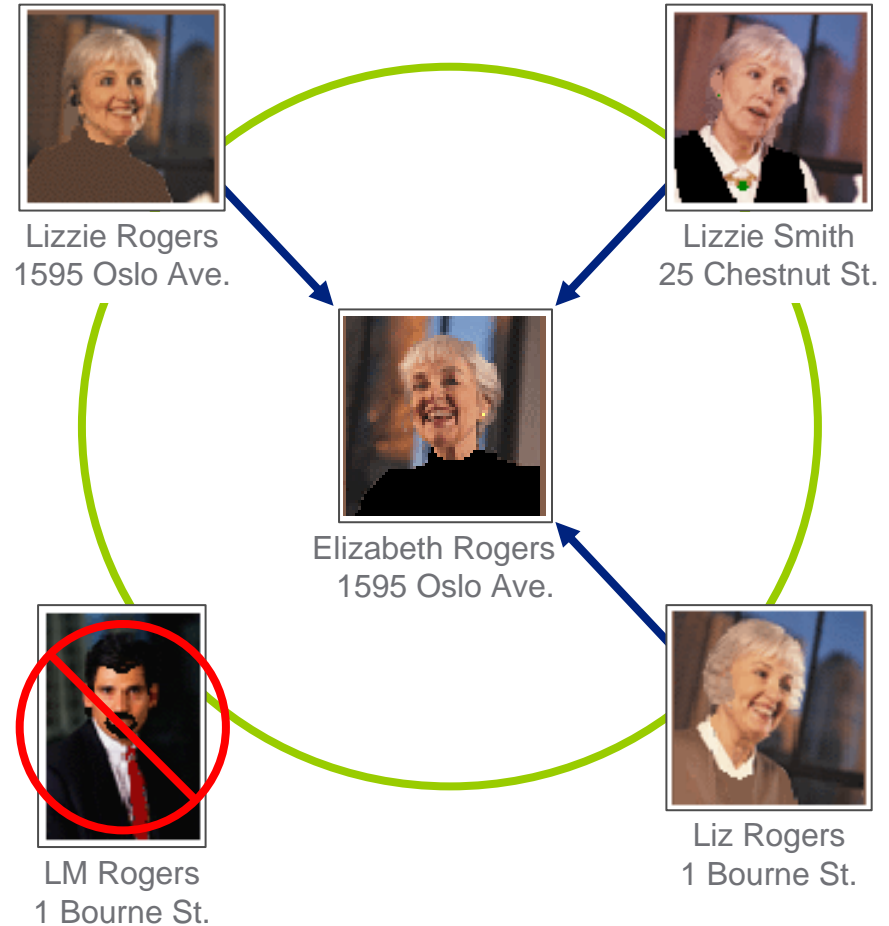 Lizzie Rogers
1595 Oslo Ave.
Lizzie Smith
25 Chestnut St.
Elizabeth Rogers
1595 Oslo Ave.
LM Rogers
1 Bourne St.
Liz Rogers
1 Bourne St.